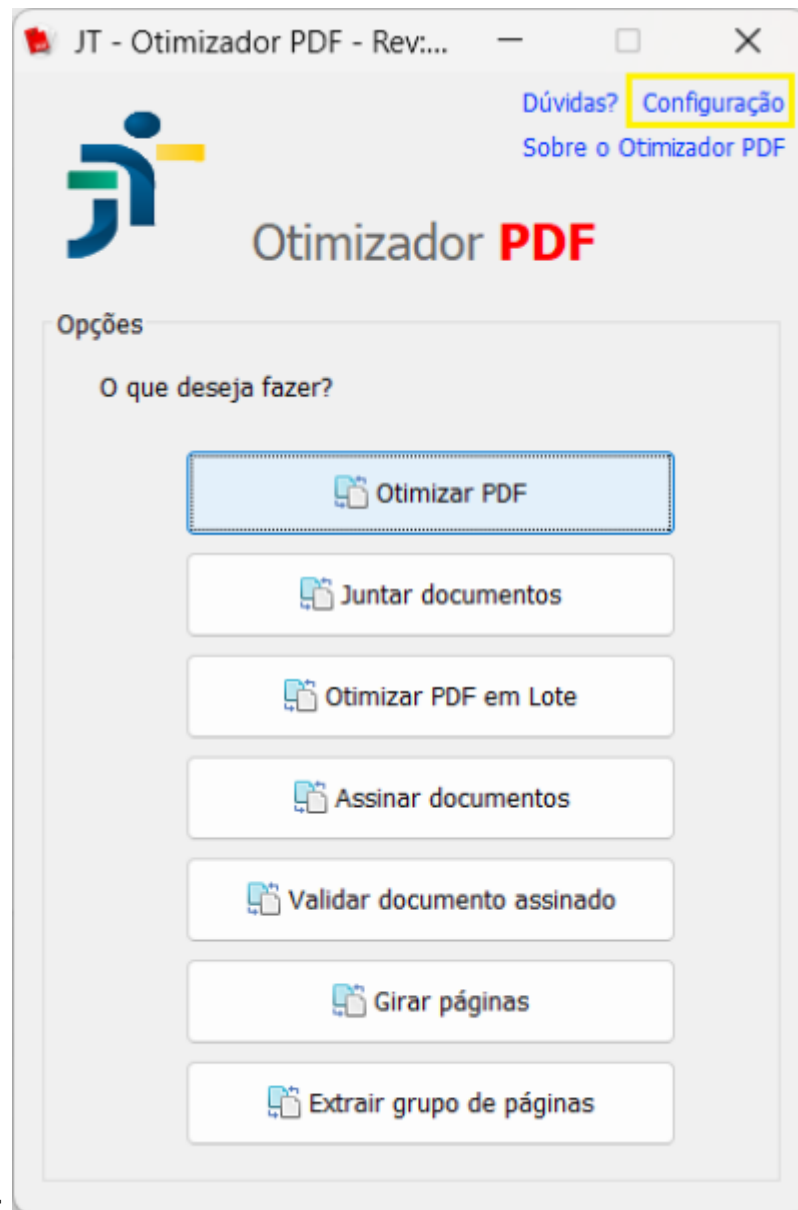 JT - Otimizador PDF - Rev:...
Dúvidas? Configuração
Sobre o Otimizador PDF
Otimizador PDF
Opções
O que deseja fazer?
Otimizar PDF
Juntar documentos
Otimizar PDF em Lote
Assinar documentos
Validar documento assinado
Girar páginas
Extrair grupo de páginas